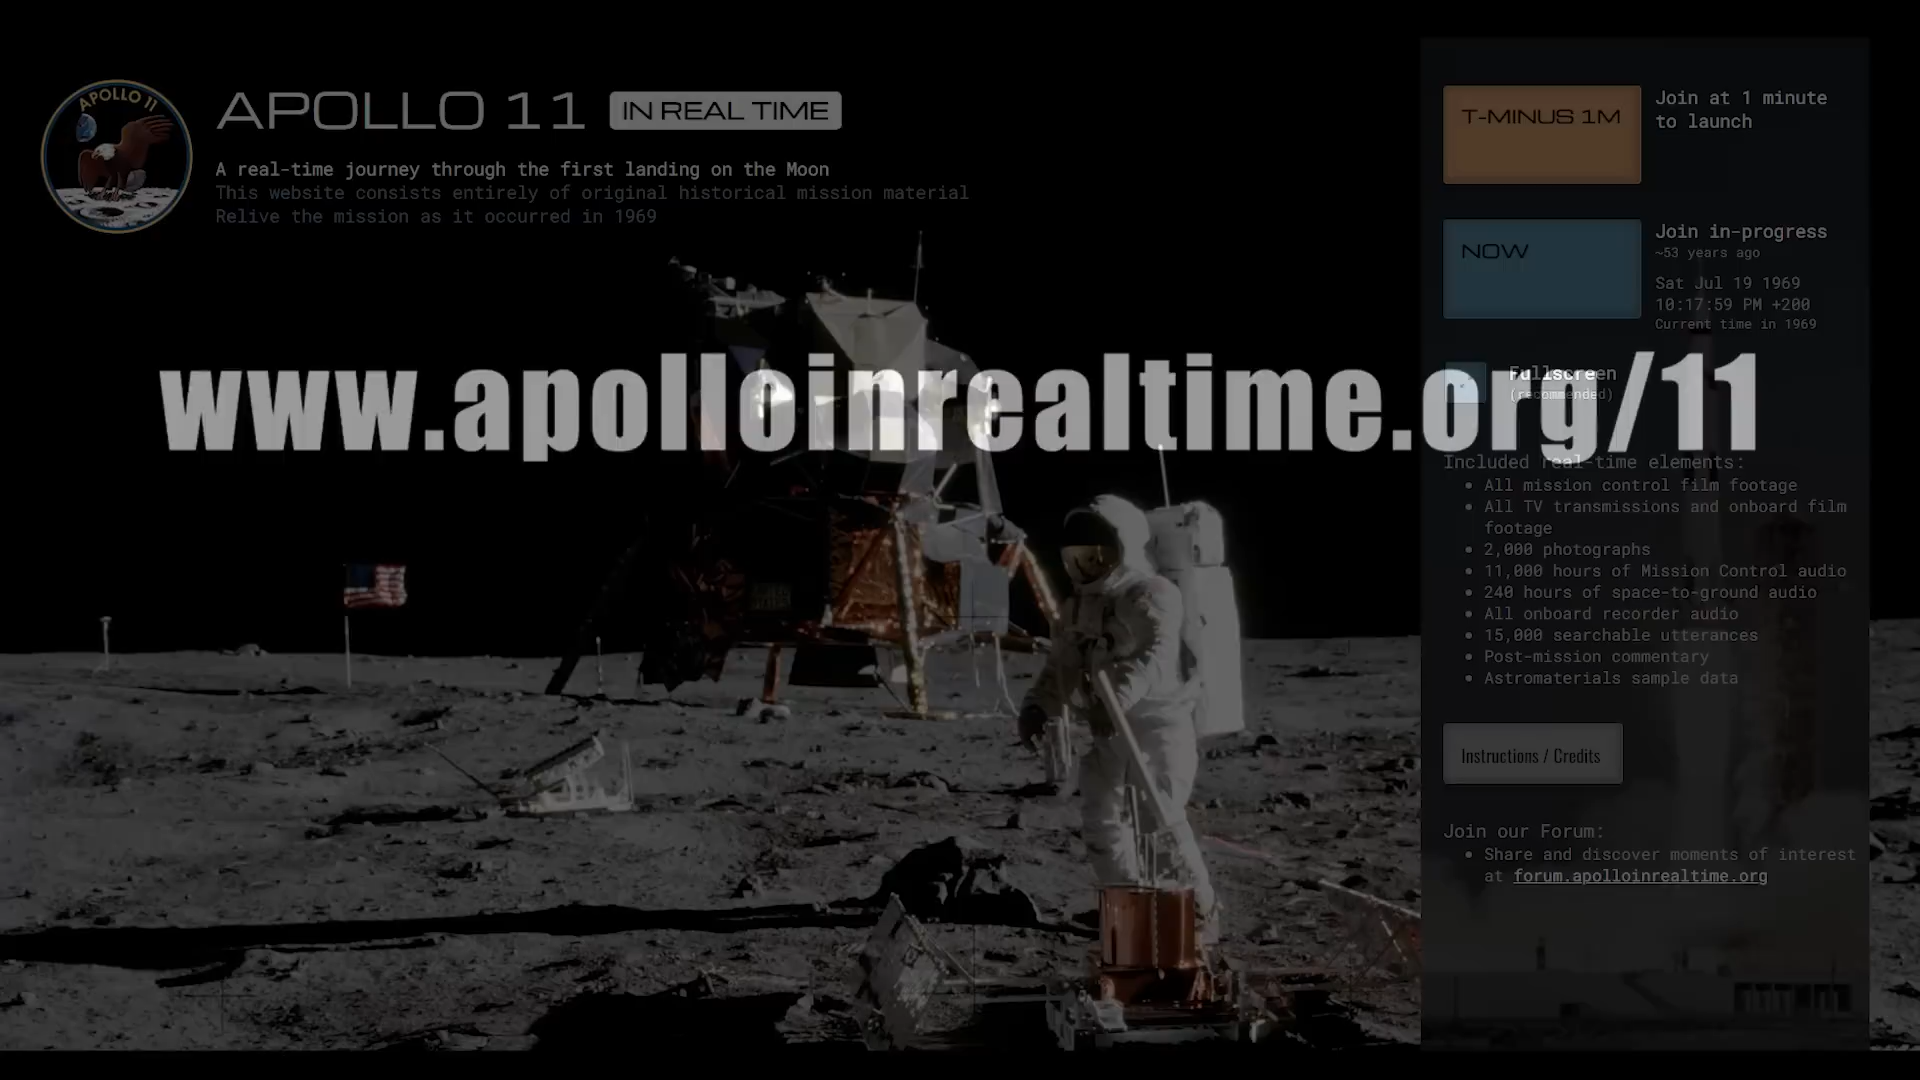 APOLLO 11
APOLLO 11 IN REAL TIME
A real-time journey through the first landing on the Moon
This website consists entirely of original historical mission material
Relive the mission as it occurred in 1969
www.apolloinrealtime.org/11
T-MINUS 1M
Join at 1 minute
to launch
NOW
Join in-progress
~53 years ago
Sat Jul 19 1969
10:17:59 PM +200
Current time in 1969
Fullscreen
(recommended)
Included real-time elements:
• All mission control film footage
• All TV transmissions and onboard film
footage
• 2,000 photographs
• 11,000 hours of Mission Control audio
• 240 hours of space-to-ground audio
• All onboard recorder audio
• 15,000 searchable utterances
• Post-mission commentary
• Astromaterials sample data
Instructions / Credits
Join our Forum:
• Share and discover moments of interest
at forum.apolloinrealtime.org